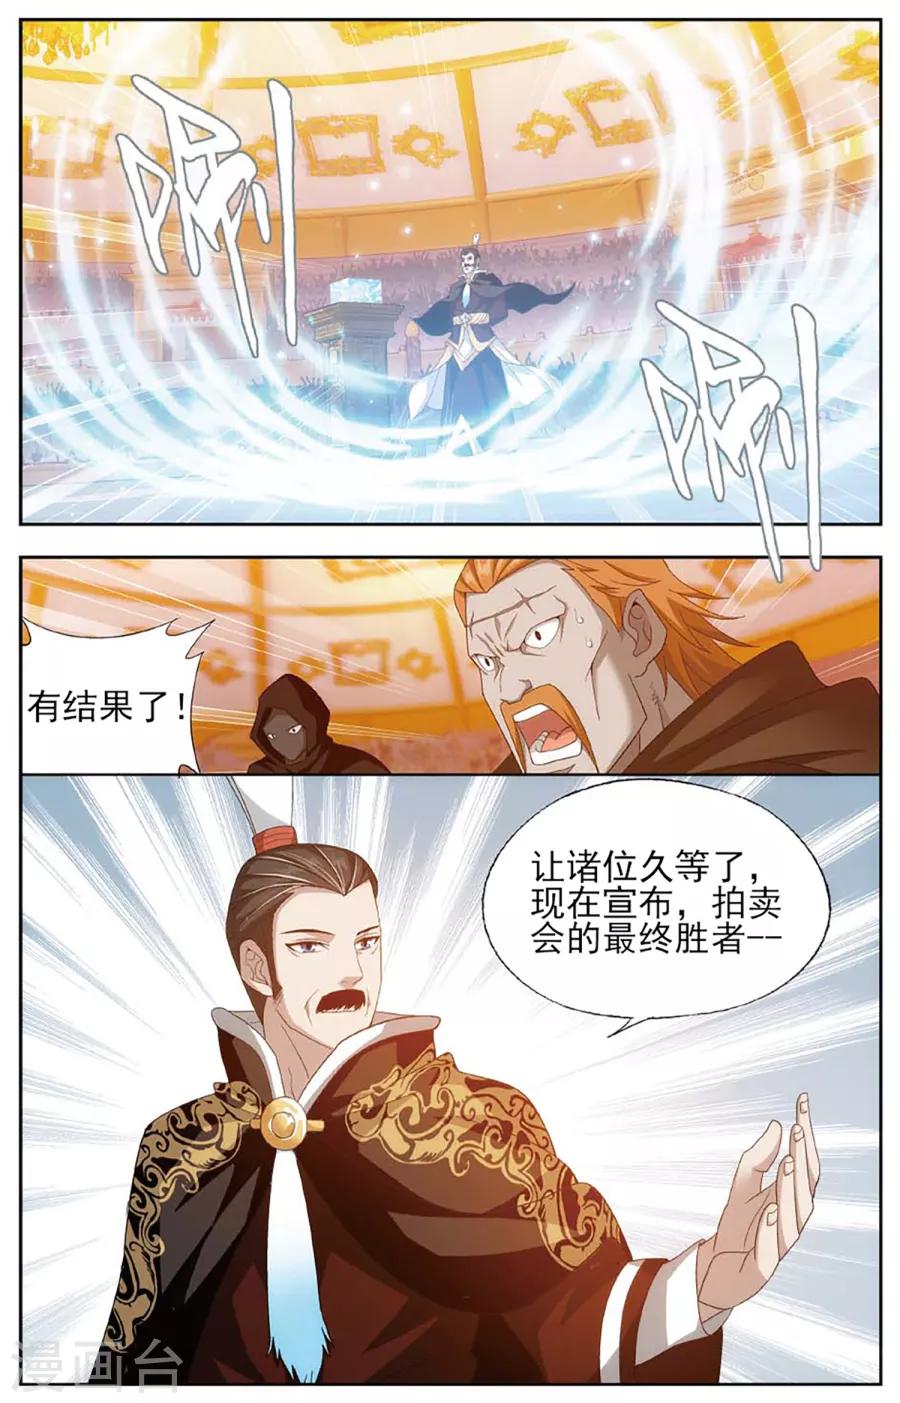 唰
唰
有结果了!
让诸位久等了,
现在宣布，拍卖
会的最终胜者--
漫画台